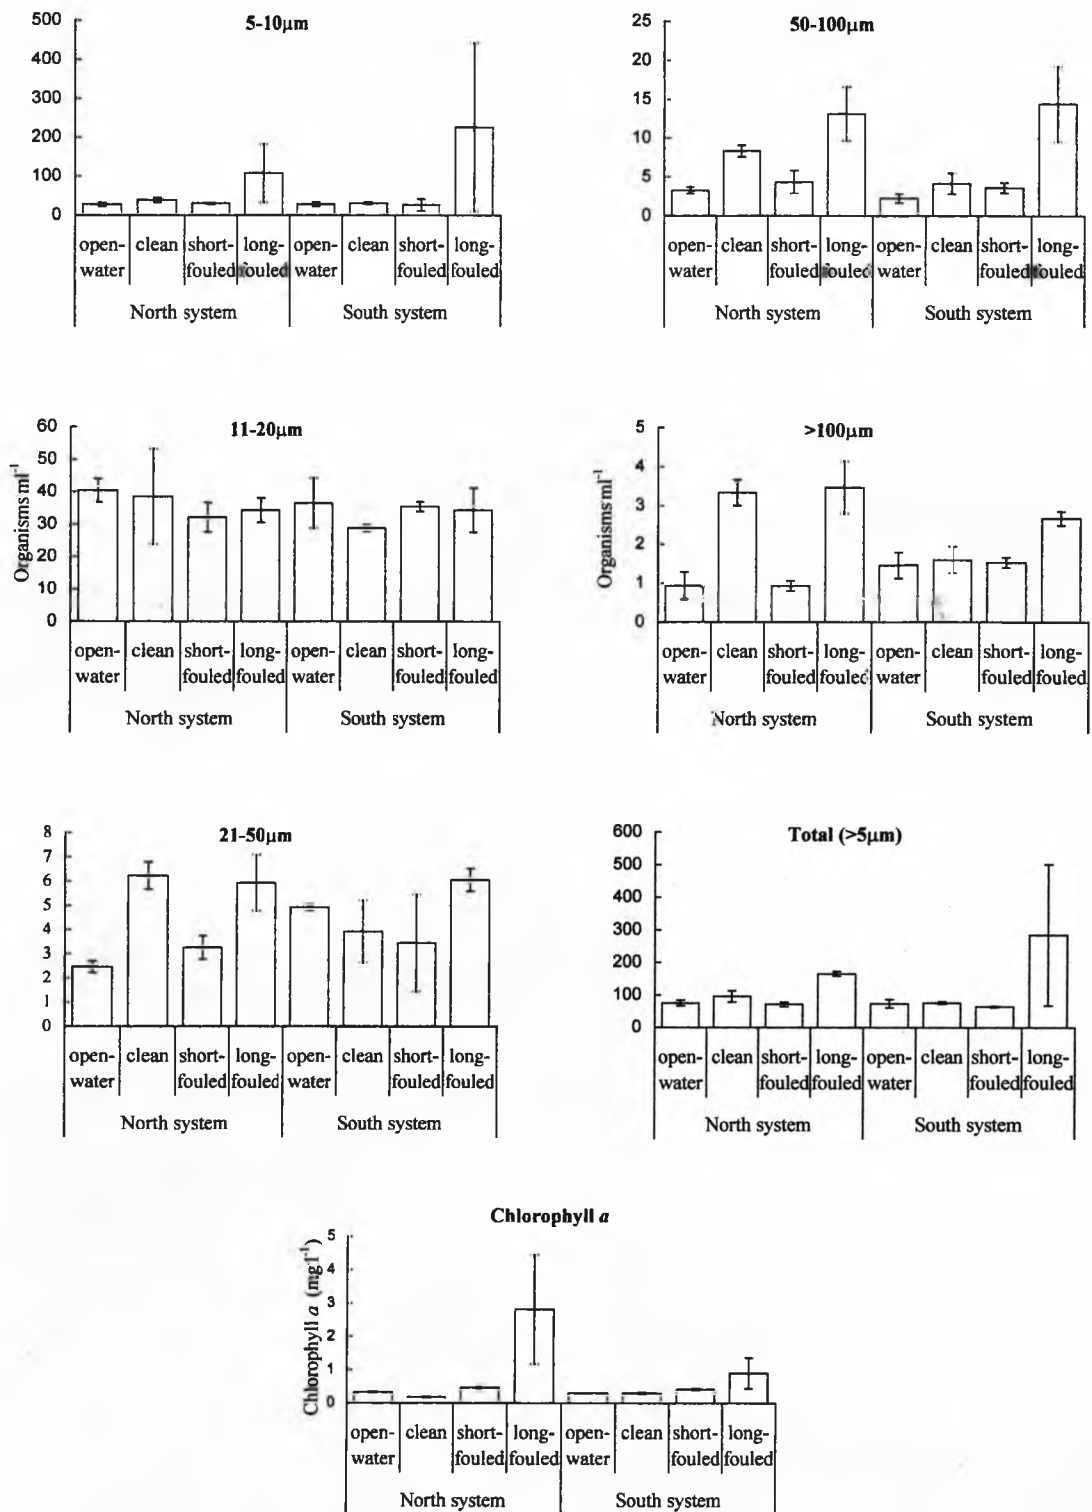 5-10μm
500
400
300
200
100
0
open- clean short- long- open- clean short- long-
water fouled fouled water fouled fouled
North system South system
50-100μm
25
20
15
10
5
0
open- clean short- long- open- clean short- long-
water fouled fouled water fouled fouled
North system South system
11-20μm
Organisms ml⁻¹
60
50
40
30
20
10
0
open- clean short- long- open- clean short- long-
water fouled fouled water fouled fouled
North system South system
>100μm
Organisms ml⁻¹
5
4
3
2
1
0
open- clean short- long- open- clean short- long-
water fouled fouled water fouled fouled
North system South system
21-50μm
8
7
6
5
4
3
2
1
0
open- clean short- long- open- clean short- long-
water fouled fouled water fouled fouled
North system South system
Total (>5μm)
600
500
400
300
200
100
0
open- clean short- long- open- clean short- long-
water fouled fouled water fouled fouled
North system South system
Chlorophyll a
Chlorophyll a (mg l⁻¹)
5
4
3
2
1
0
open- clean short- long- open- clean short- long-
water fouled fouled water fouled fouled
North system South system